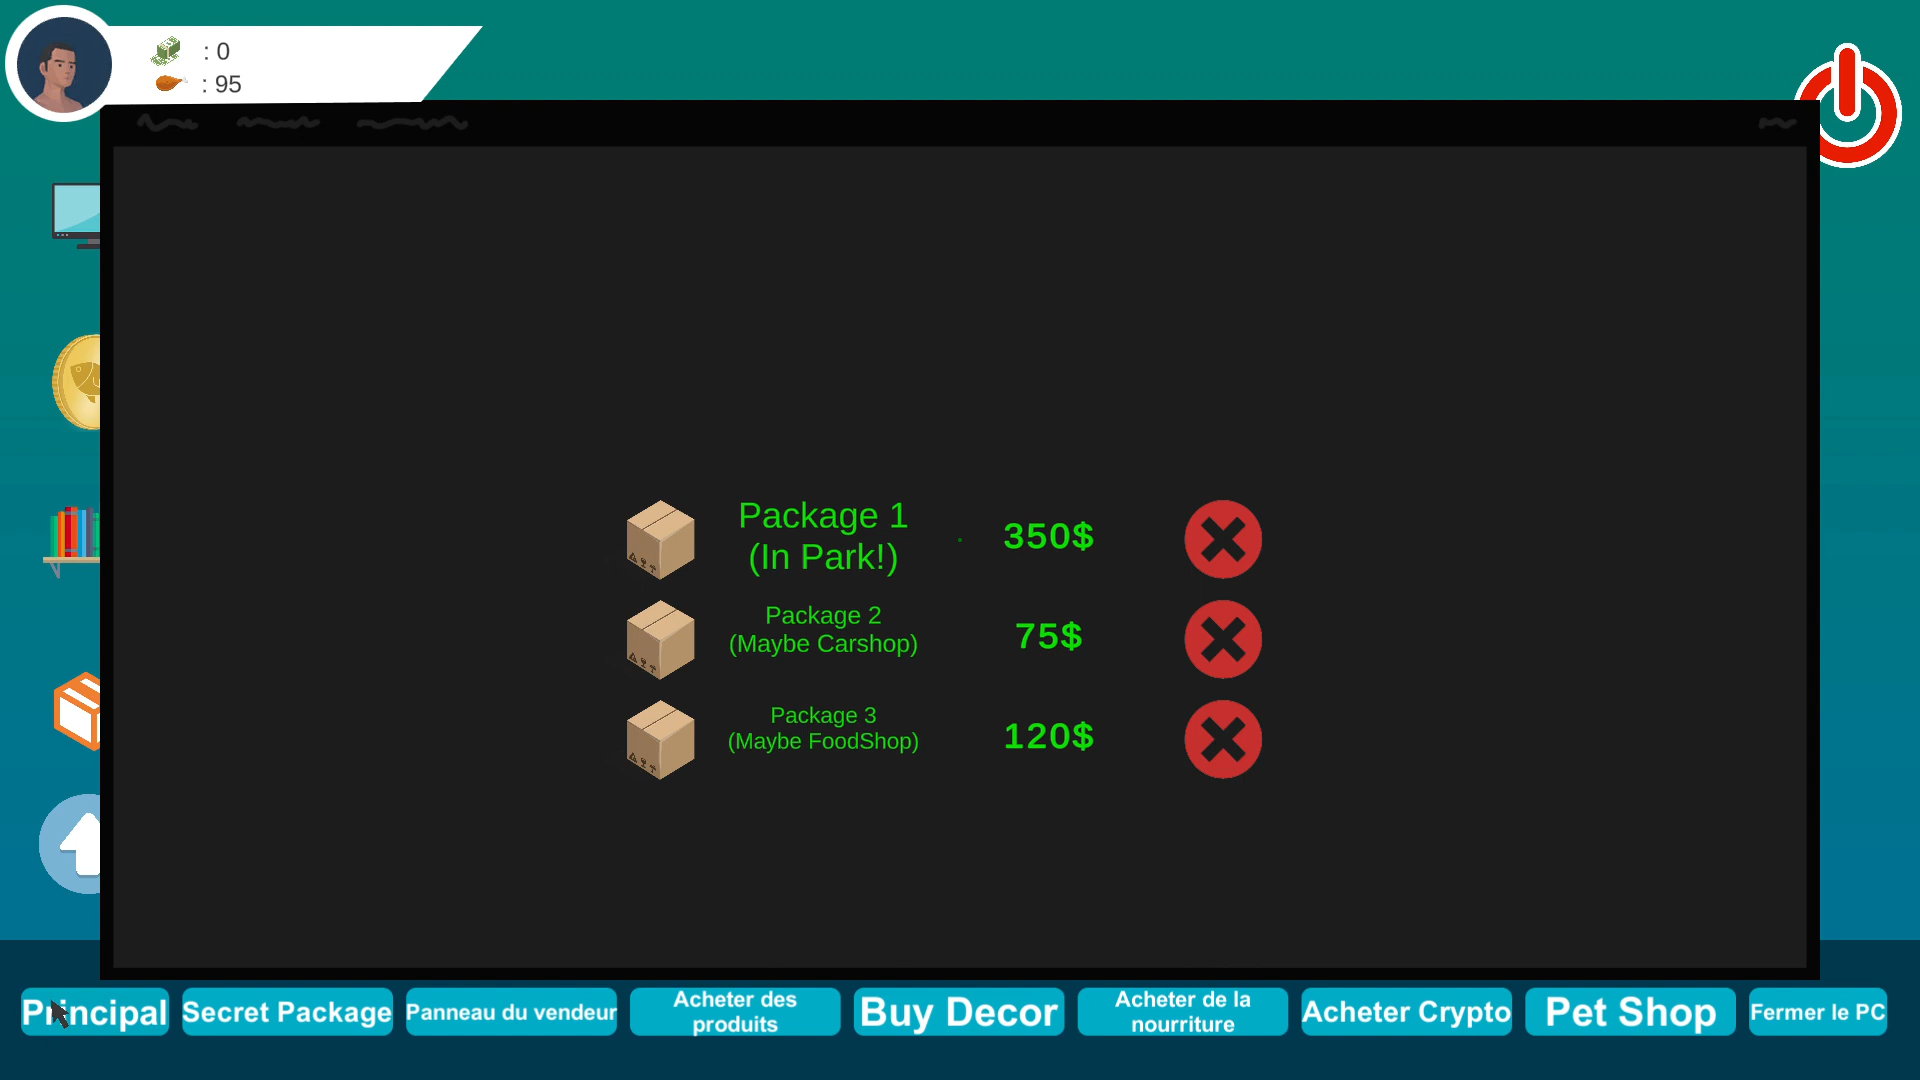 : 0
: 95
Package 1
(In Park!)
350$
Package 2
(Maybe Carshop)
75$
Package 3
(Maybe FoodShop)
120$
Principal
Secret Package
Panneau du vendeur
Acheter des
produits
Buy Decor
Acheter de la
nourriture
Acheter Crypto
Pet Shop
Fermer le PC